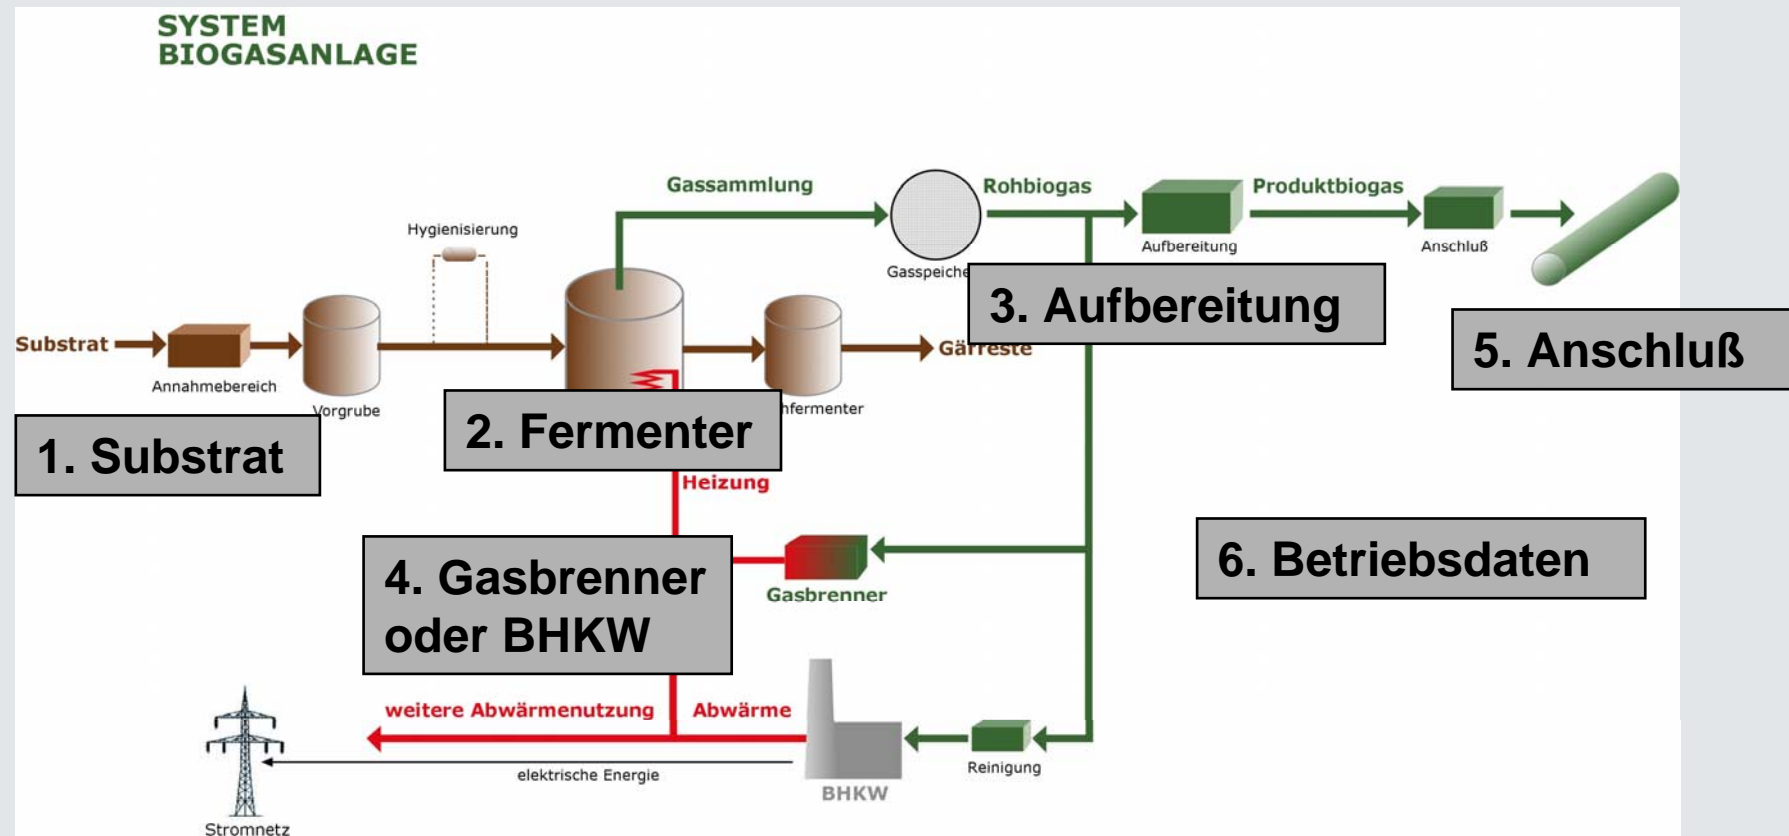 SYSTEM
BIOGASANLAGE
Gassammlung
Rohbiogas
Produktbiogas
Hygienisierung
Aufbereitung
Anschluß
Gasspeiche
3. Aufbereitung
Substrat
Gärreste
5. Anschluß
Annahmebereich
Vorgrube
nfermenter
1. Substrat
2. Fermenter
Heizung
4. Gasbrenner
oder BHKW
Gasbrenner
6. Betriebsdaten
weitere Abwärmenutzung
Abwärme
elektrische Energie
Reinigung
BHKW
Stromnetz